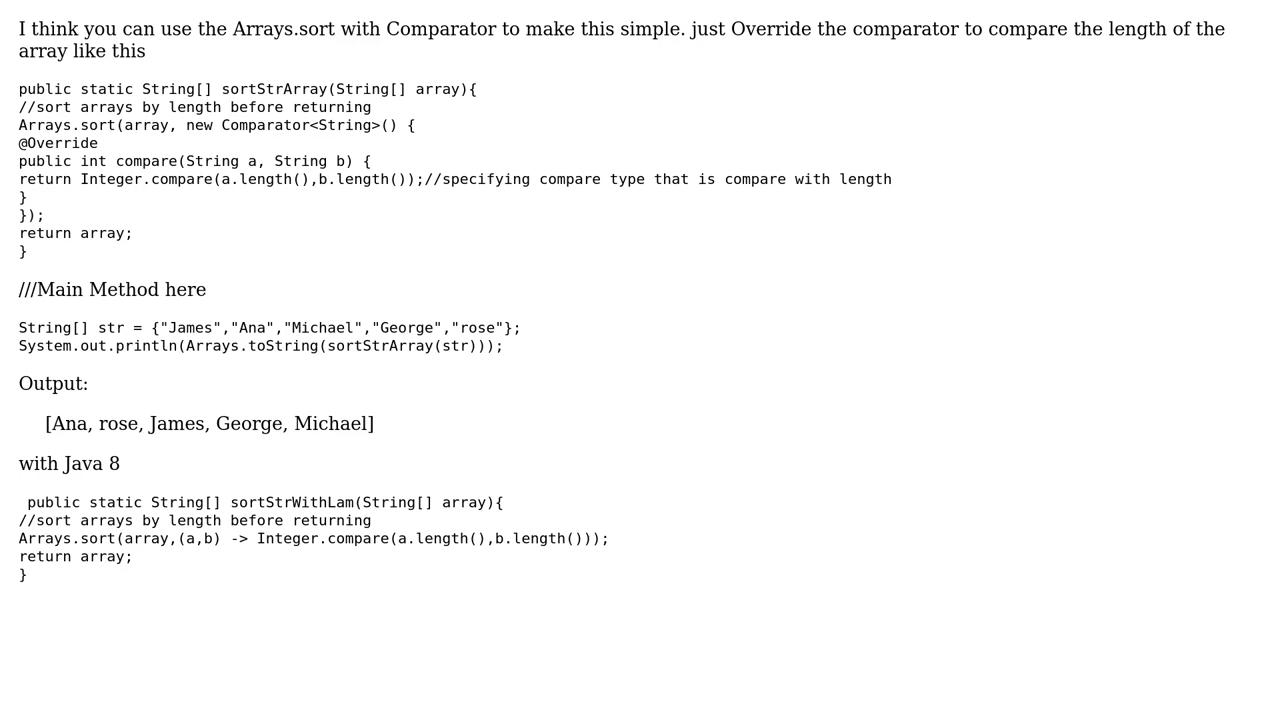 I think you can use the Arrays.sort with Comparator to make this simple. just Override the comparator to compare the length of the
array like this
public static String[] sortStrArray(String[] array){
//sort arrays by length before returning
Arrays.sort(array, new Comparator<String>() {
@Override
public int compare(String a, String b) {
return Integer.compare(a.length(),b.length());//specifying compare type that is compare with length
}
});
return array;
}
///Main Method here
String[] str = {"James","Ana","Michael","George","rose"};
System.out.println(Arrays.toString(sortStrArray(str)));
Output:
[Ana, rose, James, George, Michael]
with Java 8
public static String[] sortStrWithLam(String[] array){
//sort arrays by length before returning
Arrays.sort(array,(a,b) -> Integer.compare(a.length(),b.length()));
return array;
}